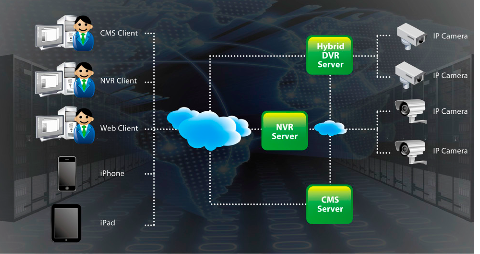 CMS Client
NVR Client
Web Client
iPhone
iPad
Hybrid
DVR
Server
NVR
Server
CMS
Server
IP Camera
IP Camera
IP Camera
IP Camera